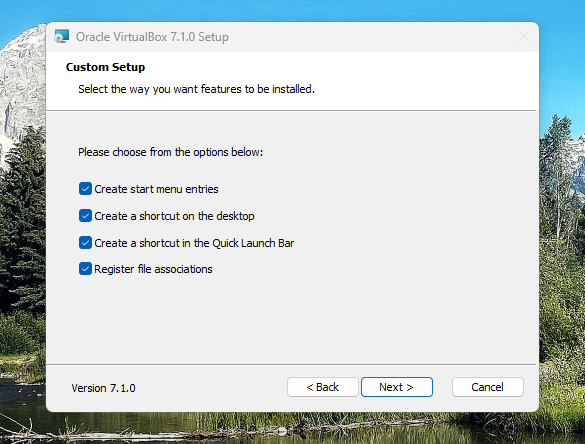 Oracle VirtualBox 7.1.0 Setup
Custom Setup
Select the way you want features to be installed.
Please choose from the options below:
Create start menu entries
Create a shortcut on the desktop
Create a shortcut in the Quick Launch Bar
Register file associations
Version 7.1.0
< Back
Next >
Cancel